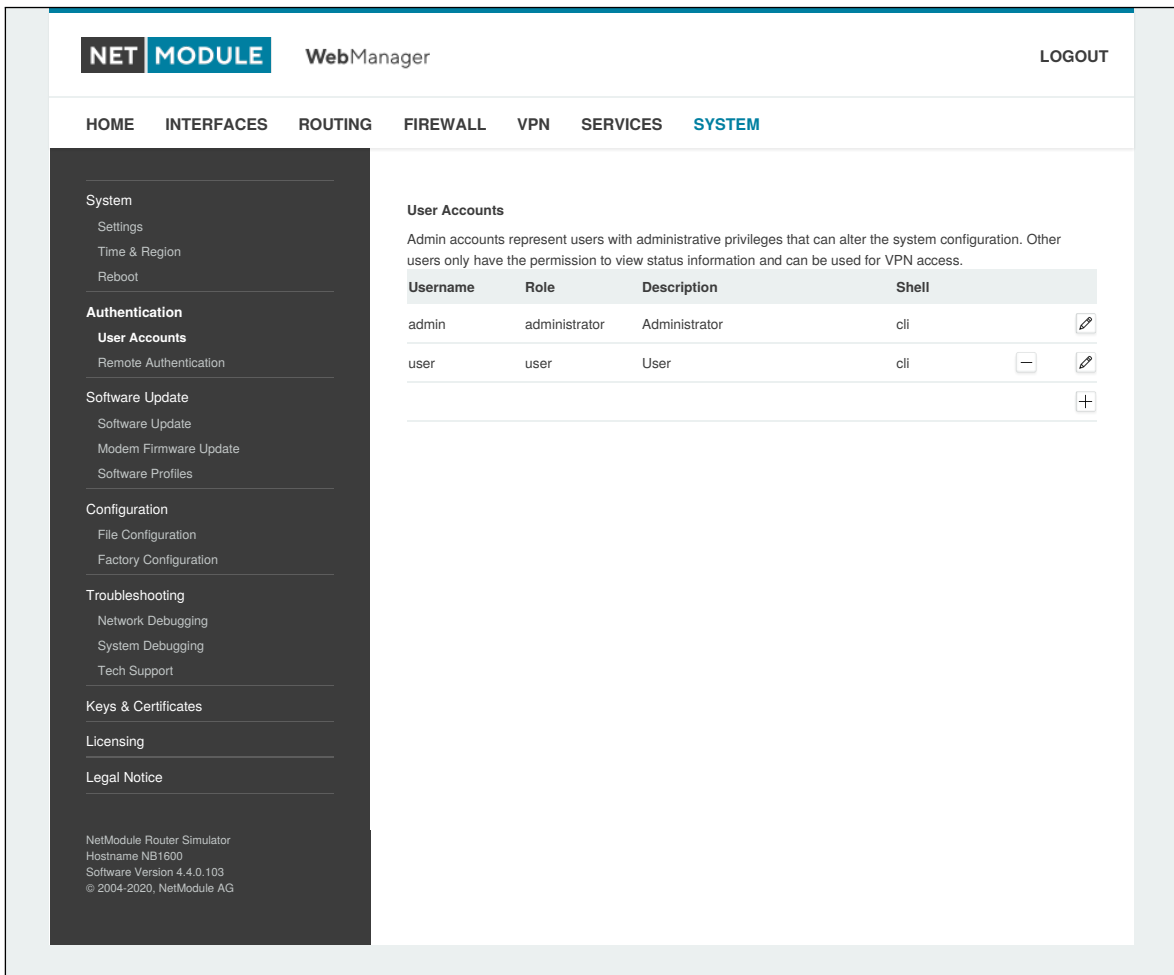 NET MODULE WebManager LOGOUT
HOME INTERFACES ROUTING FIREWALL VPN SERVICES SYSTEM
System
Settings
Time & Region
Reboot
Authentication
User Accounts
Remote Authentication
Software Update
Software Update
Modem Firmware Update
Software Profiles
Configuration
File Configuration
Factory Configuration
Troubleshooting
Network Debugging
System Debugging
Tech Support
Keys & Certificates
Licensing
Legal Notice
NetModule Router Simulator
Hostname NB1600
Software Version 4.4.0.103
© 2004-2020, NetModule AG
User Accounts
Admin accounts represent users with administrative privileges that can alter the system configuration. Other
users only have the permission to view status information and can be used for VPN access.
Username Role Description Shell
admin administrator Administrator cli
user user User cli